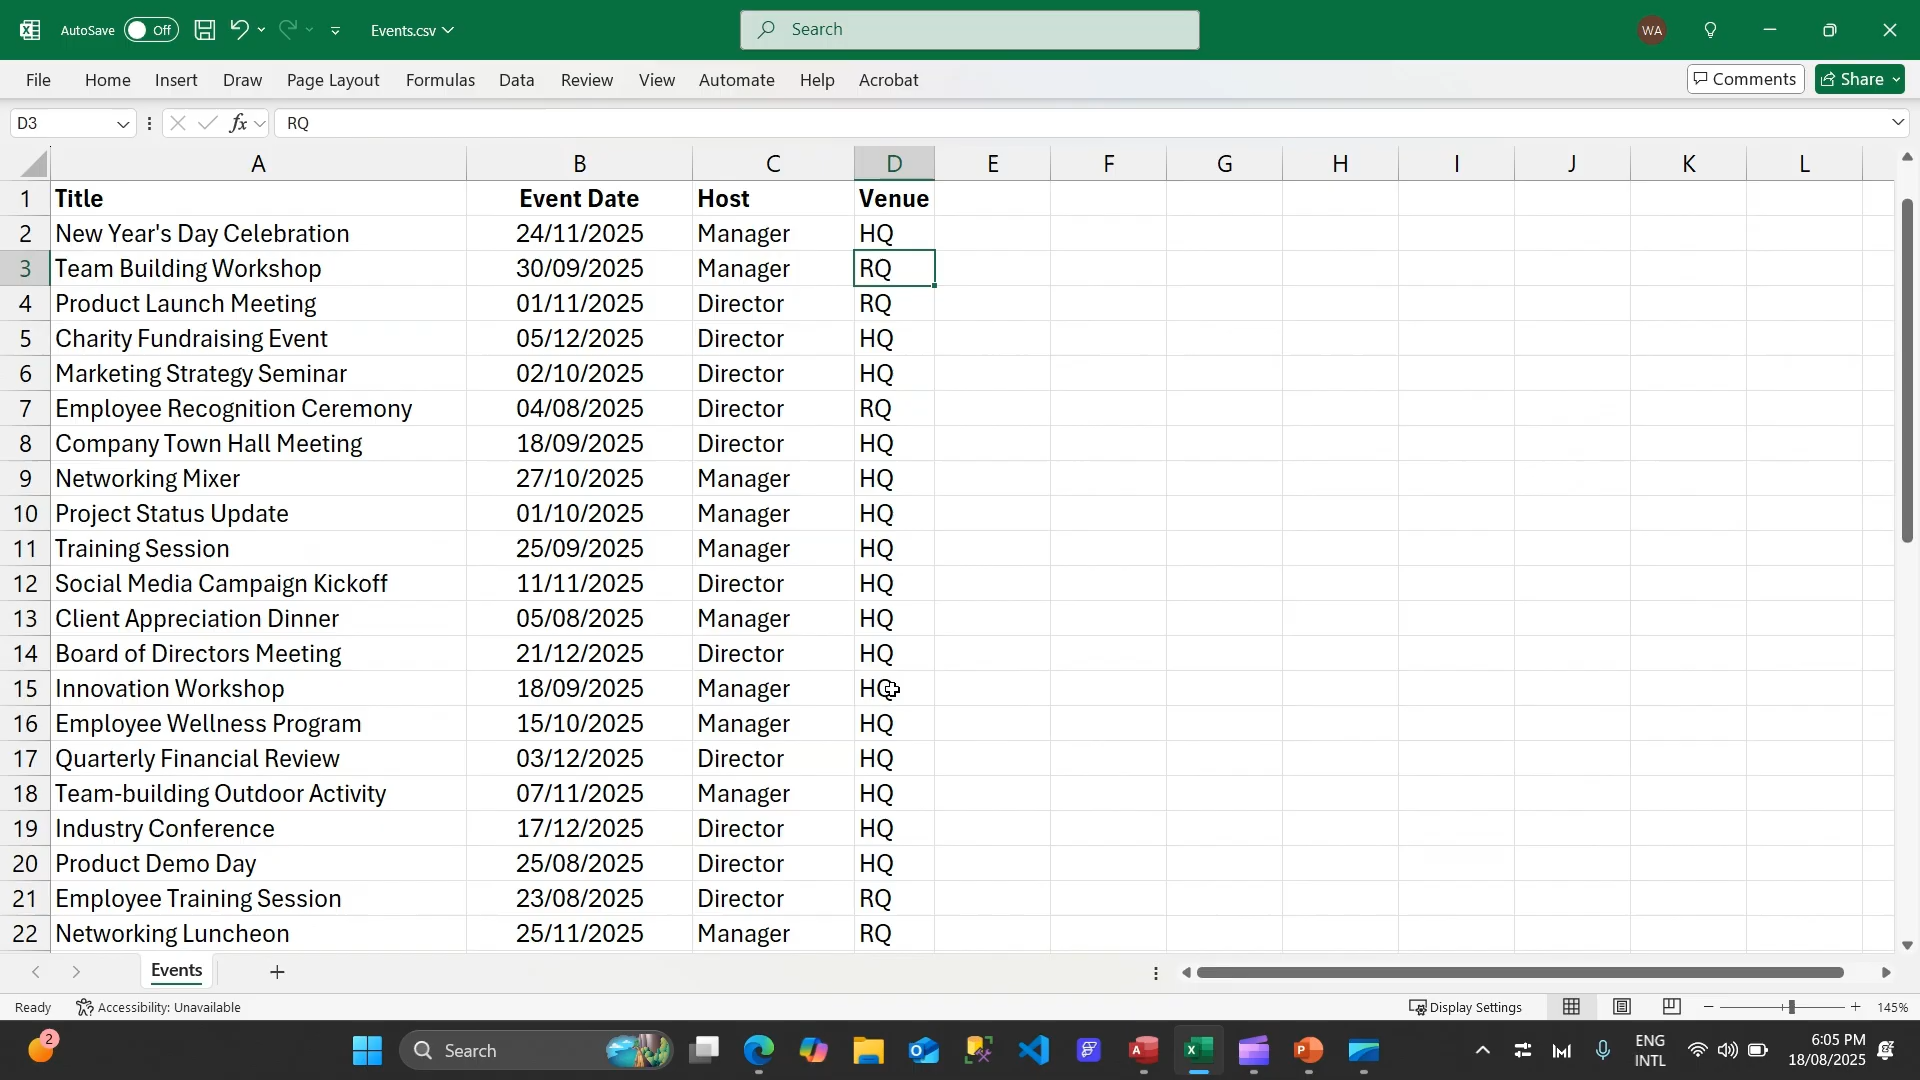 AutoSave Off Events.csv Search WA
File Home Insert Draw Page Layout Formulas Data Review View Automate Help Acrobat Comments Share
D3 fx RQ
A B C D E F G H I J K L
1 Title Event Date Host Venue
2 New Year's Day Celebration 24/11/2025 Manager HQ
3 Team Building Workshop 30/09/2025 Manager RQ
4 Product Launch Meeting 01/11/2025 Director RQ
5 Charity Fundraising Event 05/12/2025 Director HQ
6 Marketing Strategy Seminar 02/10/2025 Director HQ
7 Employee Recognition Ceremony 04/08/2025 Director RQ
8 Company Town Hall Meeting 18/09/2025 Director HQ
9 Networking Mixer 27/10/2025 Manager HQ
10 Project Status Update 01/10/2025 Manager HQ
11 Training Session 25/09/2025 Manager HQ
12 Social Media Campaign Kickoff 11/11/2025 Director HQ
13 Client Appreciation Dinner 05/08/2025 Manager HQ
14 Board of Directors Meeting 21/12/2025 Director HQ
15 Innovation Workshop 18/09/2025 Manager HQ
16 Employee Wellness Program 15/10/2025 Manager HQ
17 Quarterly Financial Review 03/12/2025 Director HQ
18 Team-building Outdoor Activity 07/11/2025 Manager HQ
19 Industry Conference 17/12/2025 Director HQ
20 Product Demo Day 25/08/2025 Director HQ
21 Employee Training Session 23/08/2025 Director RQ
22 Networking Luncheon 25/11/2025 Manager RQ
Events
Ready Accessibility: Unavailable Display Settings 145%
2 Search ENG INTL 6:05 PM 18/08/2025